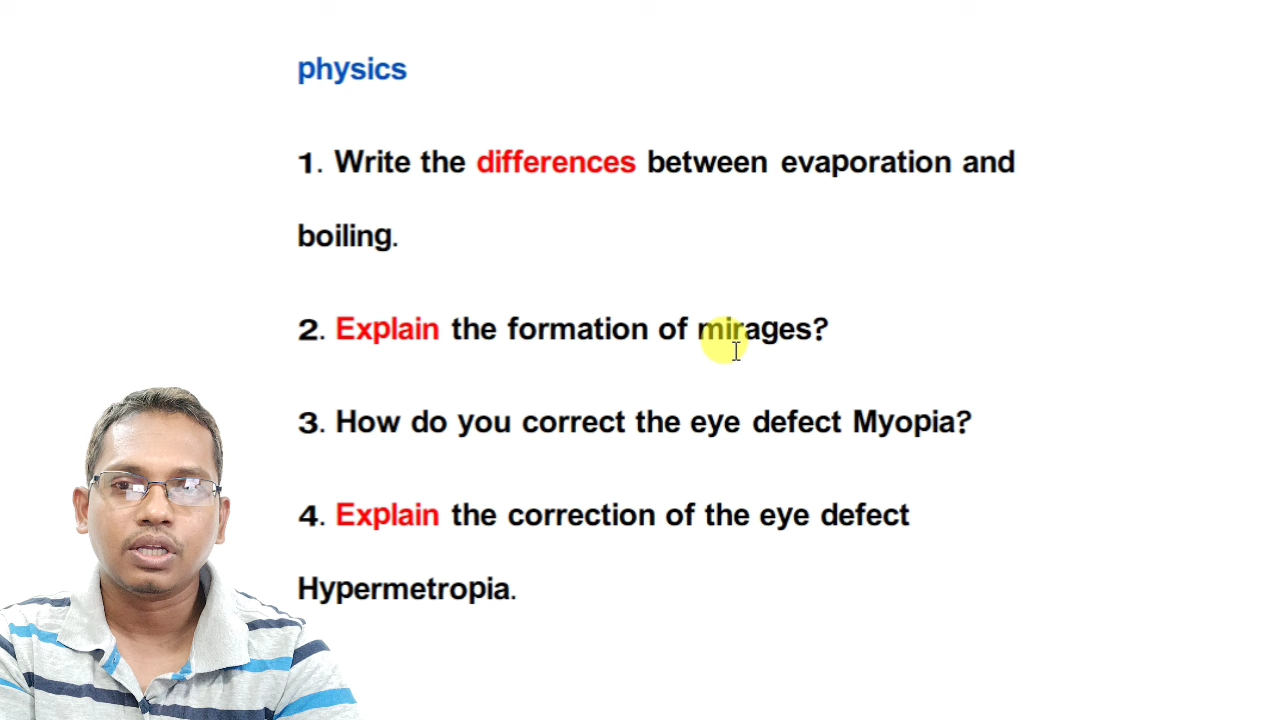 physics
1. Write the differences between evaporation and
boiling.
2. Explain the formation of mirages?
3. How do you correct the eye defect Myopia?
4. Explain the correction of the eye defect
Hypermetropia.